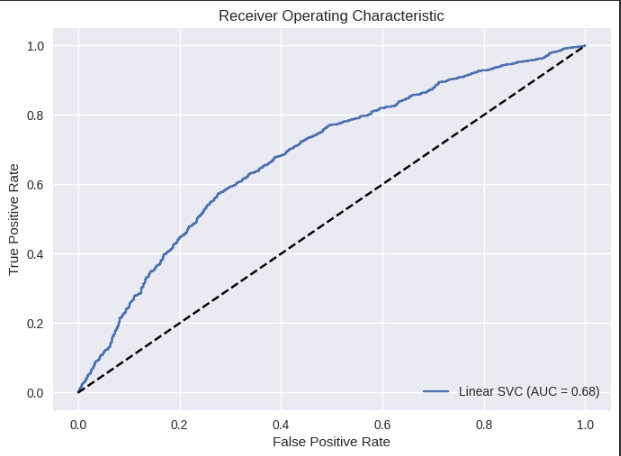 Receiver Operating Characteristic
1.0
0.8
0.6
0.4
0.2
0.0
True Positive Rate
Linear SVC (AUC = 0.68)
0.0 0.2 0.4 0.6 0.8 1.0
False Positive Rate